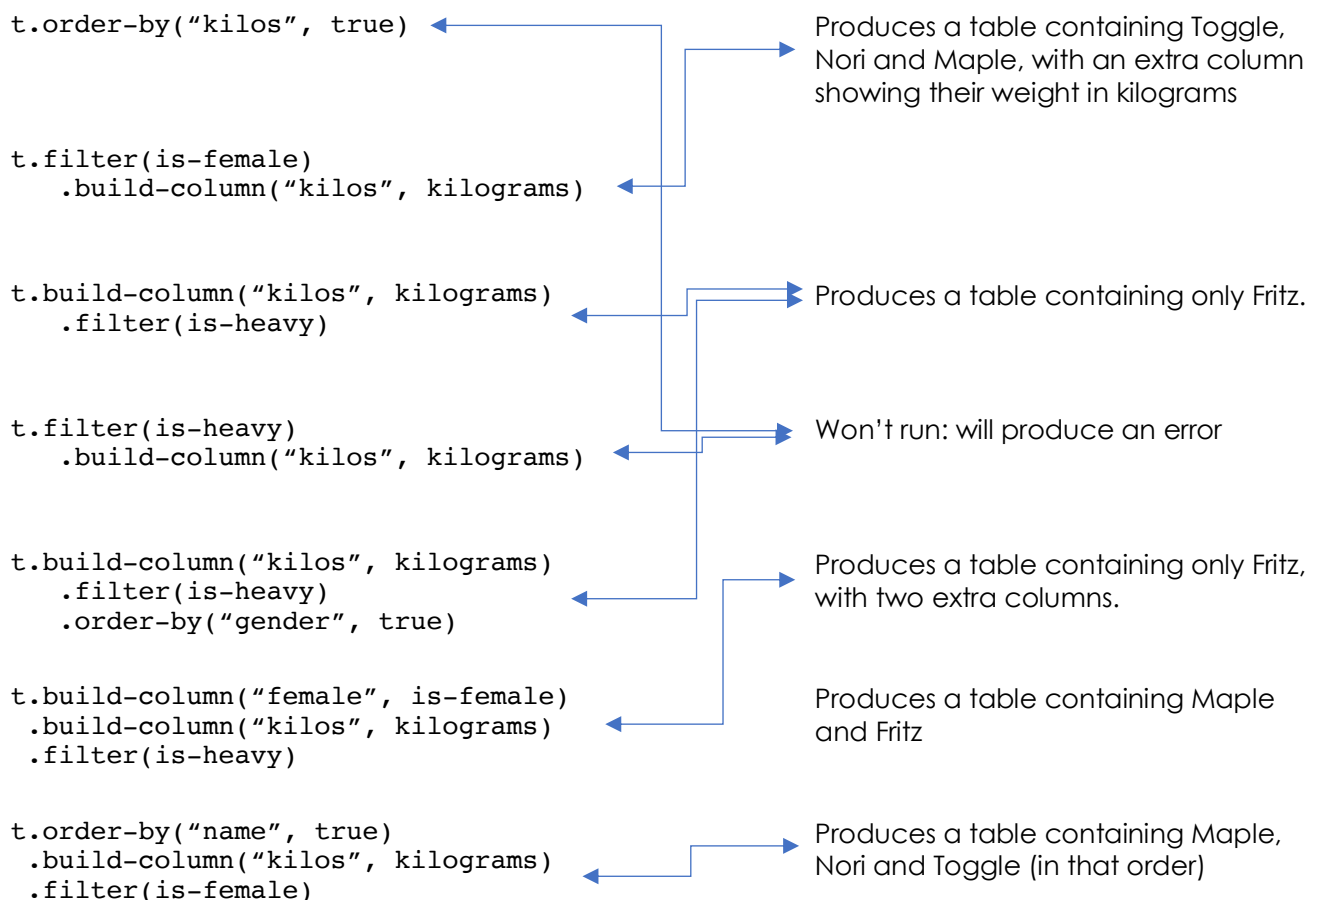 t.order-by(“kilos”, true)
Produces a table containing Toggle,
Nori and Maple, with an extra column
showing their weight in kilograms
t.filter(is-female)
.build-column(“kilos”, kilograms)
t.build-column(“kilos”, kilograms)
.filter(is-heavy)
Produces a table containing only Fritz.
t.filter(is-heavy)
.build-column(“kilos”, kilograms)
Won’t run: will produce an error
t.build-column(“kilos”, kilograms)
.filter(is-heavy)
.order-by(“gender”, true)
Produces a table containing only Fritz,
with two extra columns.
t.build-column(“female”, is-female)
.build-column(“kilos”, kilograms)
.filter(is-heavy)
Produces a table containing Maple
and Fritz
t.order-by(“name”, true)
.build-column(“kilos”, kilograms)
.filter(is-female)
Produces a table containing Maple,
Nori and Toggle (in that order)